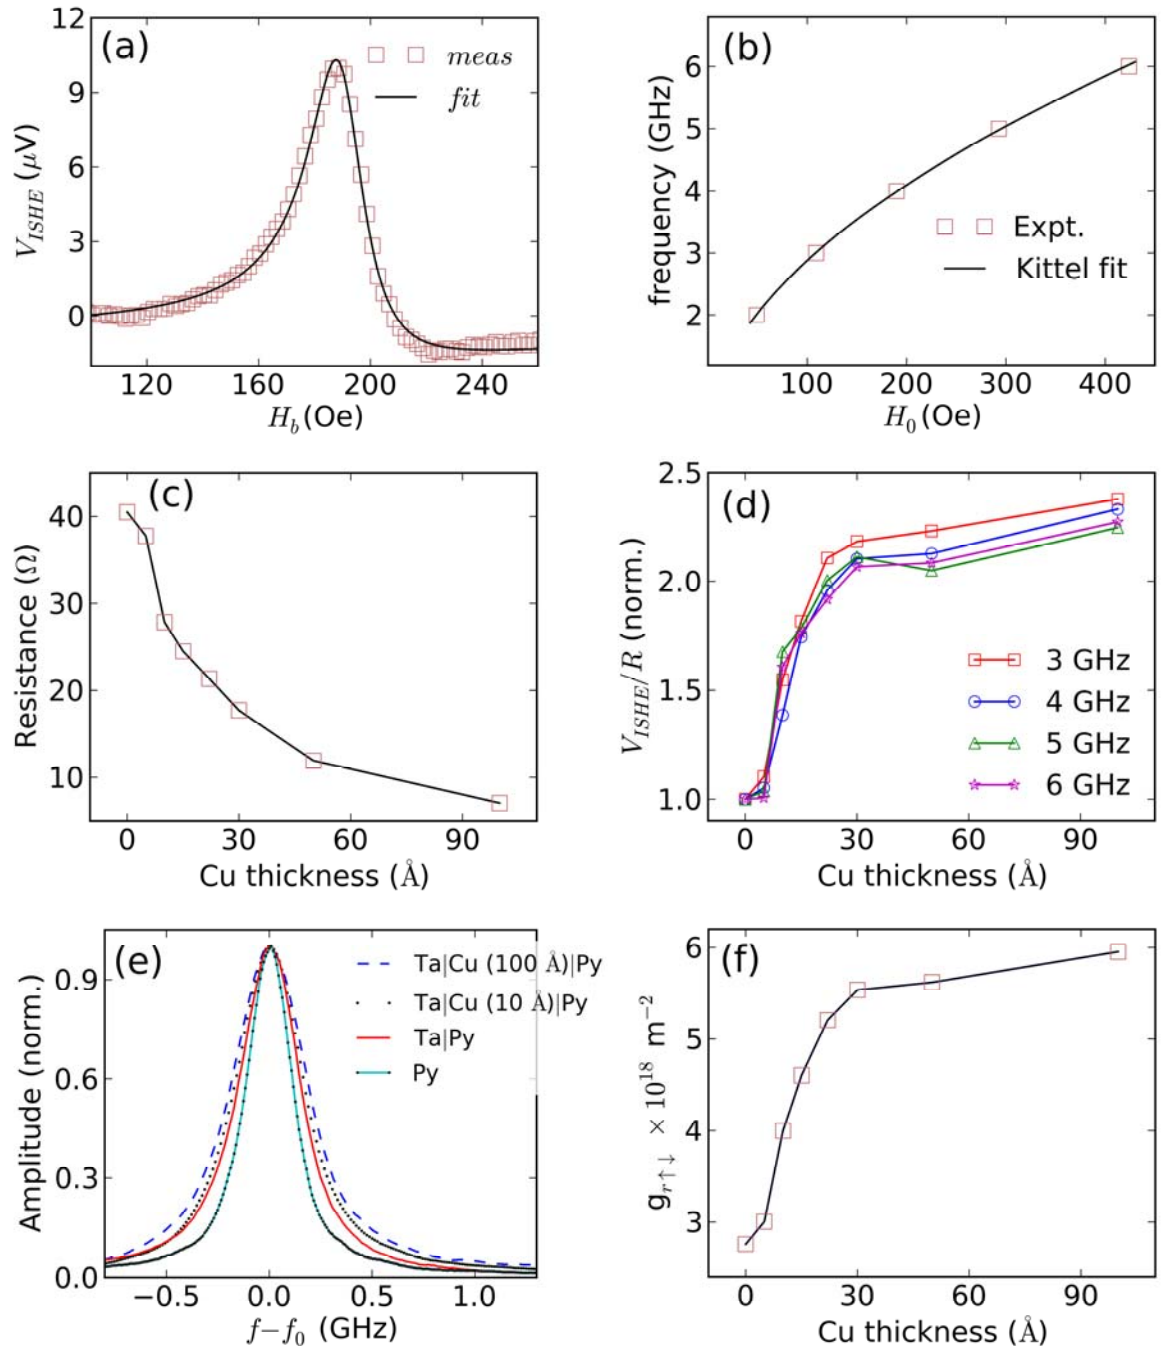 (a)
meas
fit
12
9
6
3
0
V_ISHE (μV)
120 160 200 240
H_b (Oe)
(b)
6
5
4
3
2
frequency (GHz)
Expt.
Kittel fit
100 200 300 400
H_0 (Oe)
(c)
40
30
20
10
Resistance (Ω)
0 30 60 90
Cu thickness (Å)
(d)
2.5
2.0
1.5
1.0
V_ISHE/R (norm.)
3 GHz
4 GHz
5 GHz
6 GHz
0 30 60 90
Cu thickness (Å)
(e)
Ta|Cu (100 Å)|Py
Ta|Cu (10 Å)|Py
Ta|Py
Py
0.9
0.6
0.3
0.0
Amplitude (norm.)
−0.5 0.0 0.5 1.0
f−f_0 (GHz)
(f)
6
5
4
3
g_r↑↓ × 10^18 m^−2
0 30 60 90
Cu thickness (Å)